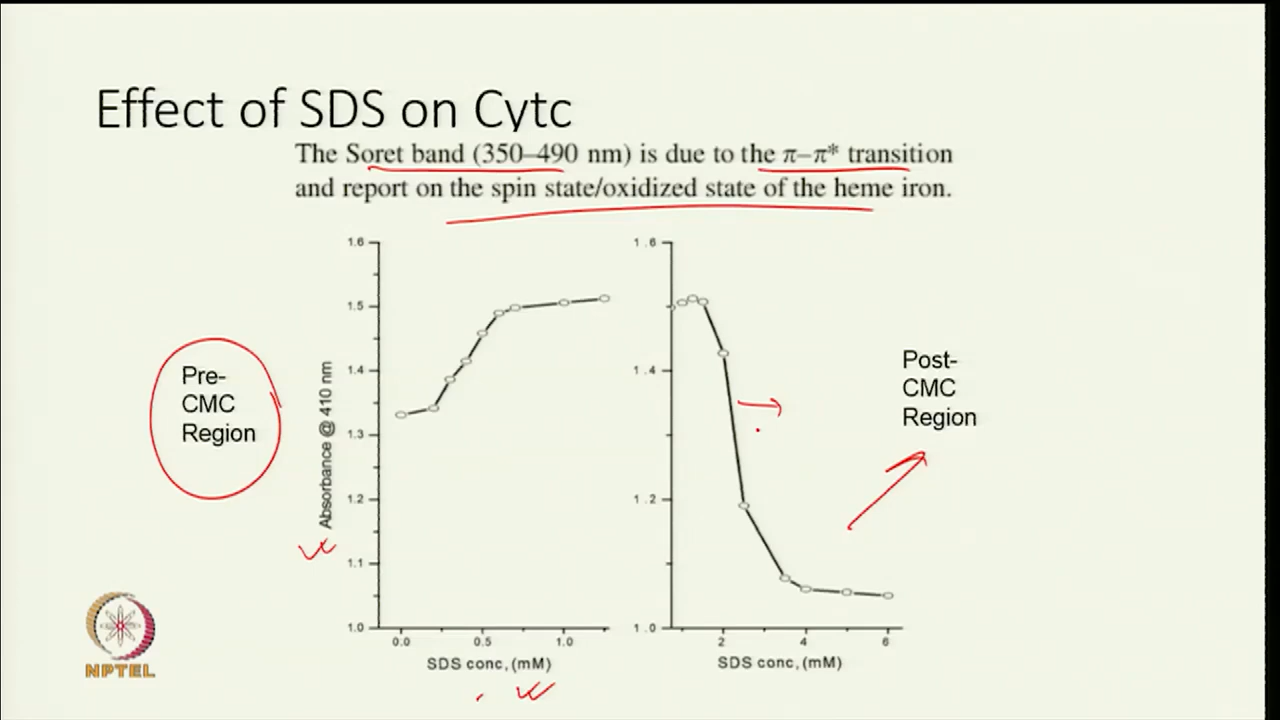 Effect of SDS on Cytc
The Soret band (350–490 nm) is due to the π–π* transition
and report on the spin state/oxidized state of the heme iron.
Pre-
CMC
Region
Absorbance @ 410 nm
1.6
1.5
1.4
1.3
1.2
1.1
1.0
0.0 0.5 1.0
SDS conc, (mM)
1.6
1.4
1.2
1.0
2 4 6
SDS conc, (mM)
Post-
CMC
Region
NPTEL